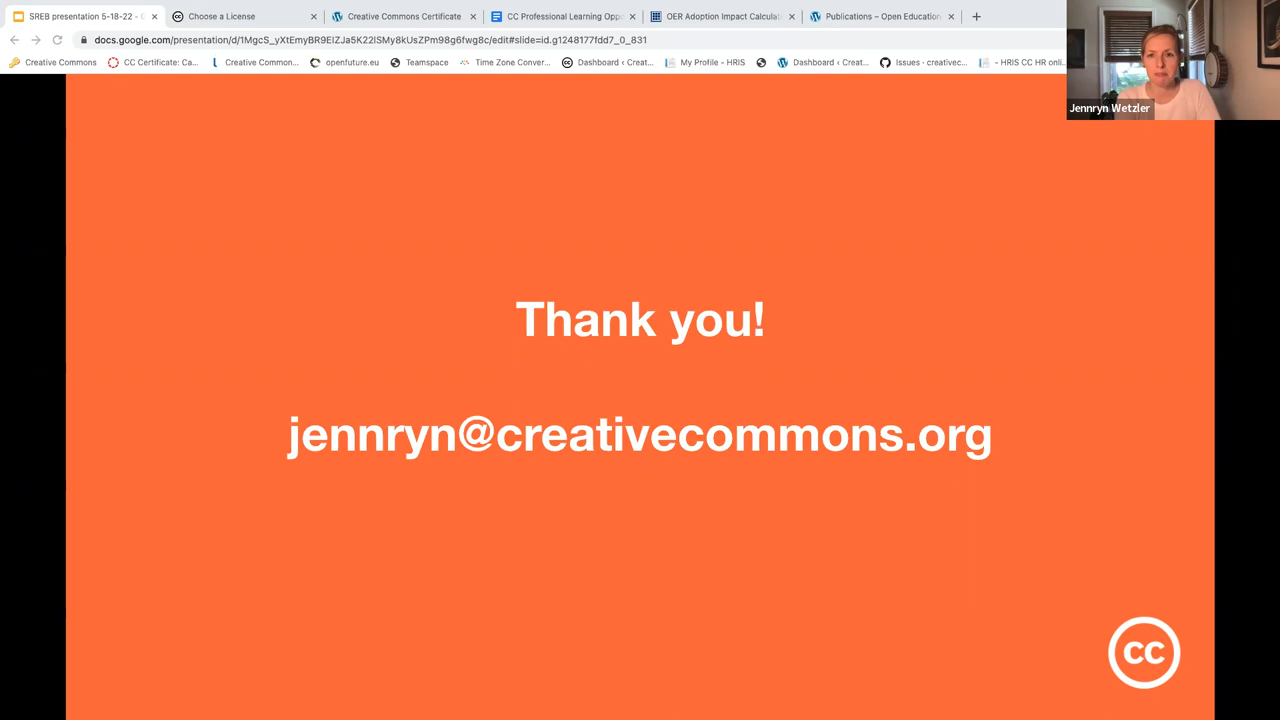 SREB presentation 5-18-22 - G
Choose a License
Creative Commons Certificate
CC Professional Learning Oppo
OER Adoption Impact Calculat
Publications – Open Education
docs.google.com/presentation/d/1MgcS_yXtEmyBR9EIZJa5K22lSMy8kUsZPm98g6fwg8c/edit#slide=id.g1248177fdd7_0_831
Creative Commons
CC Certificate: Ca...
Creative Common...
openfuture.eu
Teamspace
Time Zone Conver...
Dashboard ‹ Creat...
My Profile - HRIS
Dashboard ‹ Creat...
Issues · creativec...
- HRIS CC HR onli...
Jennryn Wetzler
Thank you!
jennryn@creativecommons.org
cc